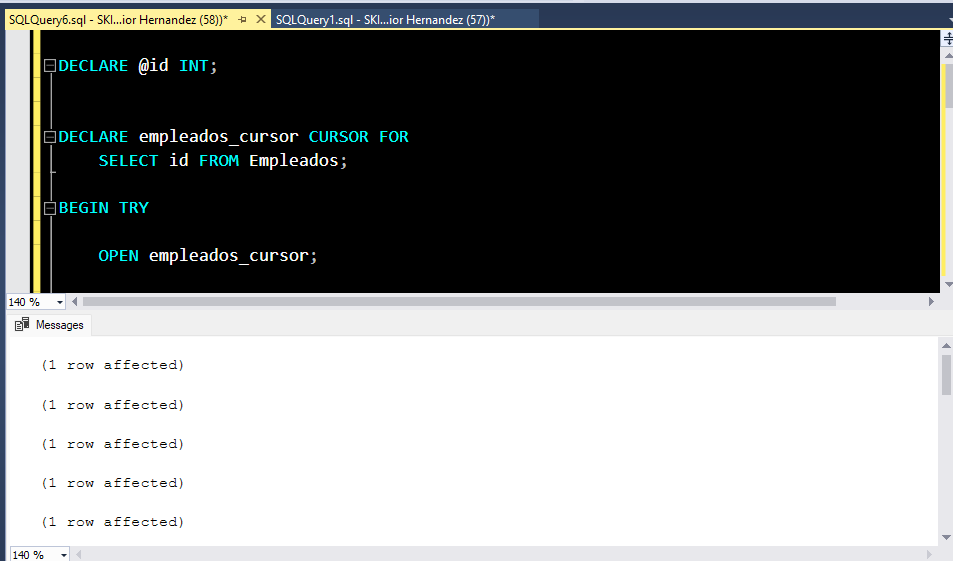 SQLQuery6.sql - SKI...ior Hernandez (58))* SQLQuery1.sql - SKI...ior Hernandez (57))*
DECLARE @id INT;
DECLARE empleados_cursor CURSOR FOR
SELECT id FROM Empleados;
BEGIN TRY
OPEN empleados_cursor;
140 %
Messages
(1 row affected)
(1 row affected)
(1 row affected)
(1 row affected)
(1 row affected)
140 %